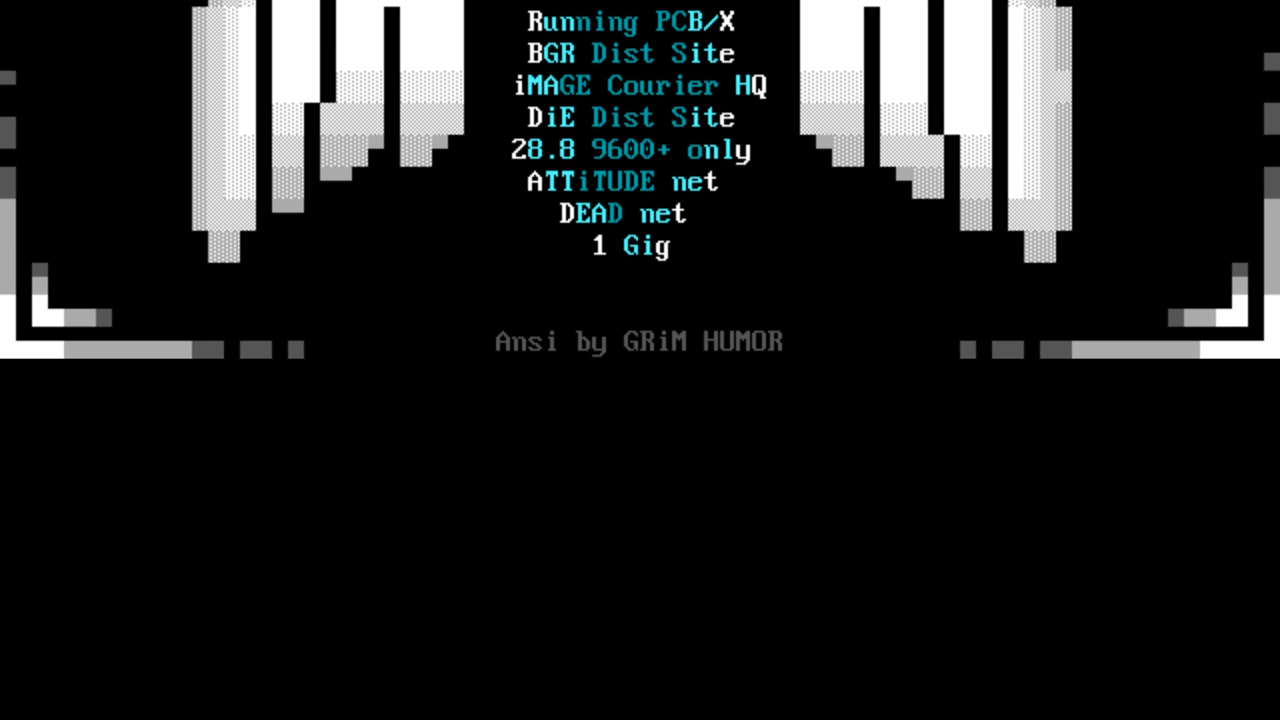 Running PCB/X
BGR Dist Site
iMAGE Courier HQ
DiE Dist Site
28.8 9600+ only
ATTiTUDE net
DEAD net
1 Gig
Ansi by GRiM HUMOR